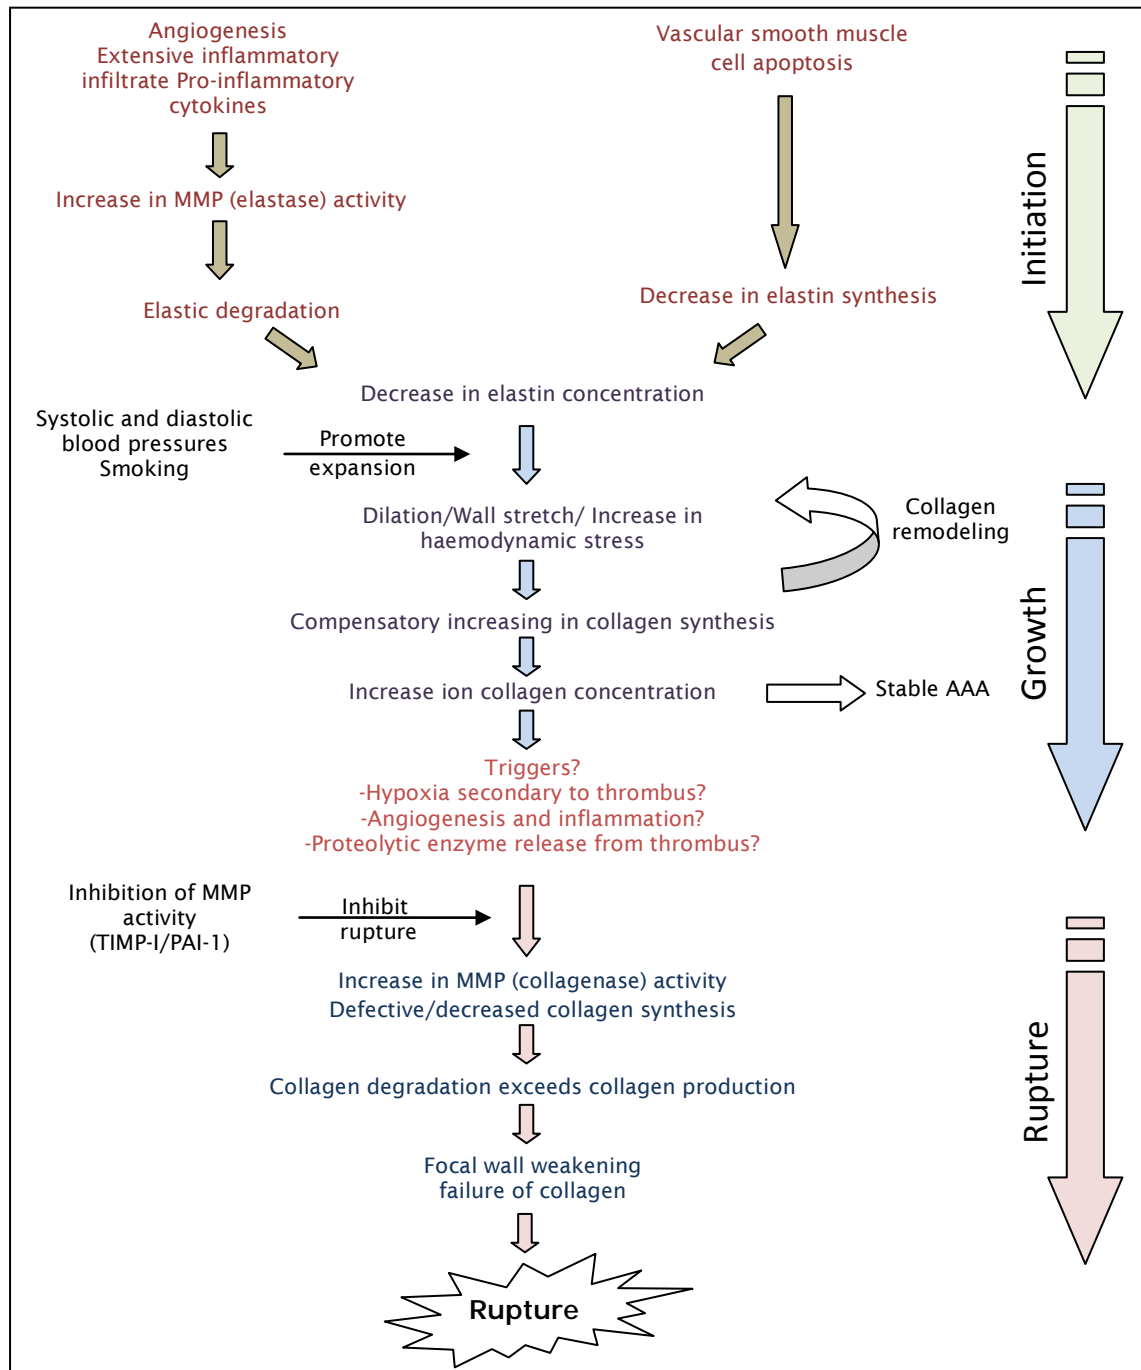 Angiogenesis
Extensive inflammatory
infiltrate Pro-inflammatory
cytokines
Vascular smooth muscle
cell apoptosis
Increase in MMP (elastase) activity
Elastic degradation
Decrease in elastin synthesis
Initiation
Decrease in elastin concentration
Systolic and diastolic
blood pressures
Smoking
Promote
expansion
Dilation/Wall stretch/ Increase in
haemodynamic stress
Collagen
remodeling
Compensatory increasing in collagen synthesis
Increase ion collagen concentration
Stable AAA
Growth
Triggers?
-Hypoxia secondary to thrombus?
-Angiogenesis and inflammation?
-Proteolytic enzyme release from thrombus?
Inhibition of MMP
activity
(TIMP-I/PAI-1)
Inhibit
rupture
Increase in MMP (collagenase) activity
Defective/decreased collagen synthesis
Collagen degradation exceeds collagen production
Rupture
Focal wall weakening
failure of collagen
Rupture